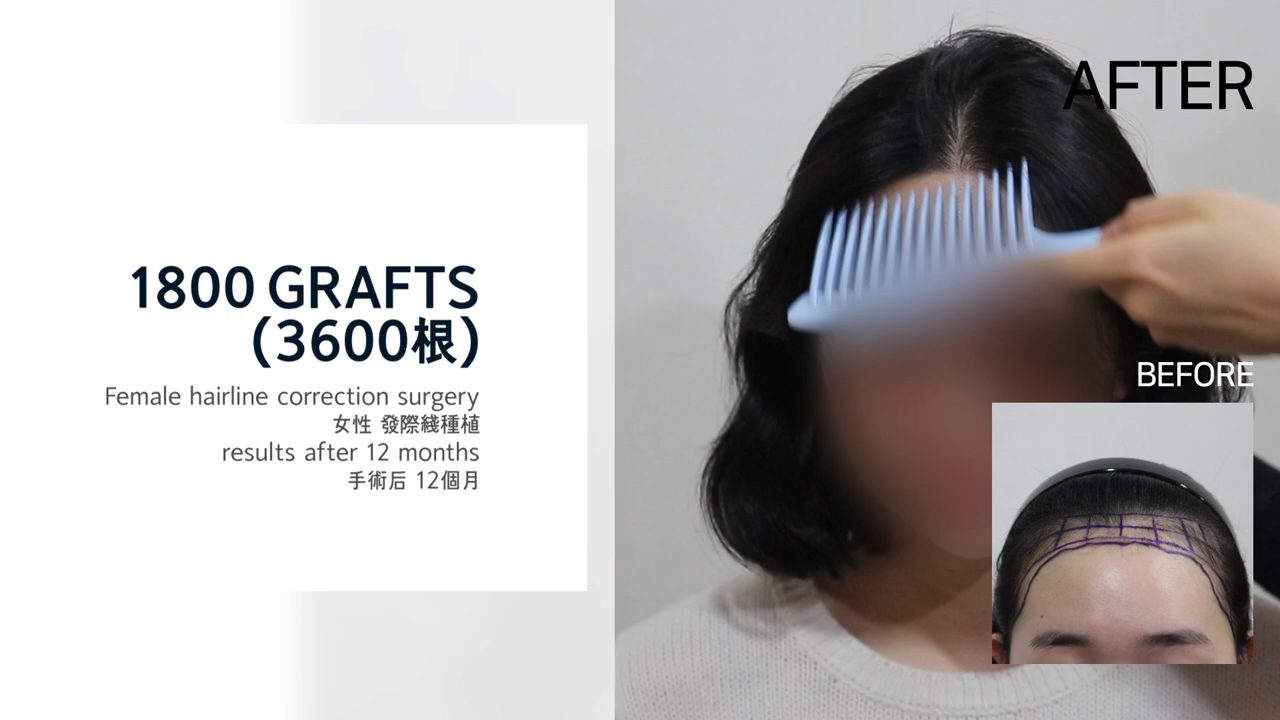 1800 GRAFTS
(3600根)
Female hairline correction surgery
女性 發際綫種植
results after 12 months
手術后 12個月
AFTER
BEFORE